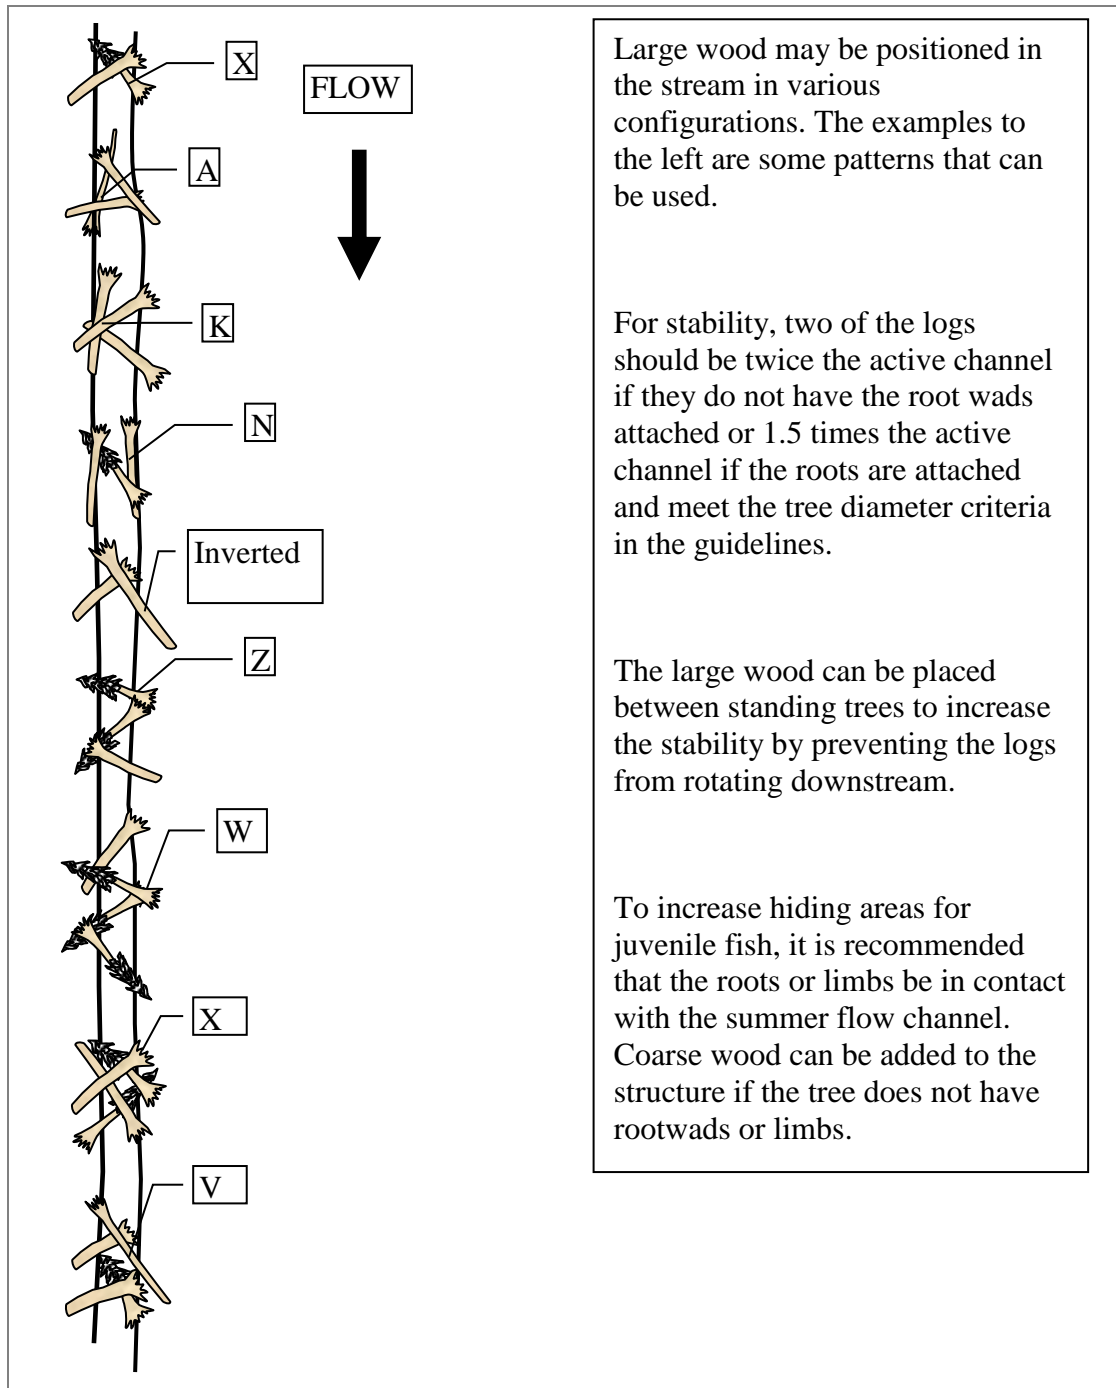 X
FLOW
A
K
N
Inverted
Z
W
X
V
Large wood may be positioned in
the stream in various
configurations. The examples to
the left are some patterns that can
be used.
For stability, two of the logs
should be twice the active channel
if they do not have the root wads
attached or 1.5 times the active
channel if the roots are attached
and meet the tree diameter criteria
in the guidelines.
The large wood can be placed
between standing trees to increase
the stability by preventing the logs
from rotating downstream.
To increase hiding areas for
juvenile fish, it is recommended
that the roots or limbs be in contact
with the summer flow channel.
Coarse wood can be added to the
structure if the tree does not have
rootwads or limbs.